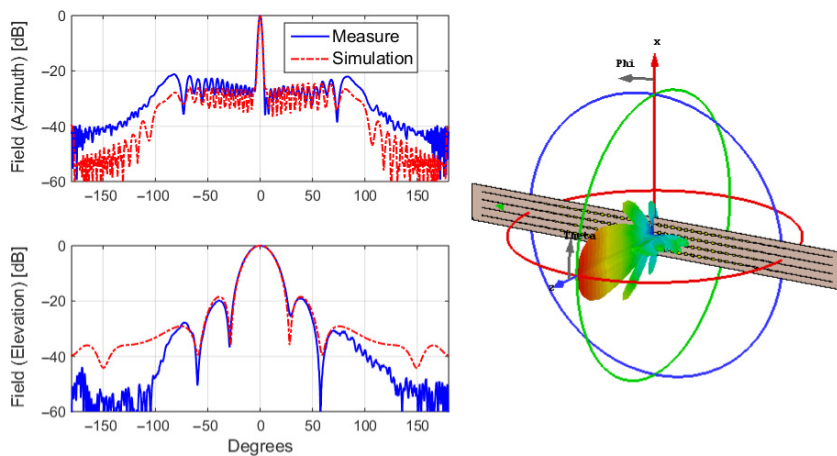 Field (Azimuth) [dB]
0
−20
−40
−60
Measure
Simulation
−150 −100 −50 0 50 100 150
Field (Elevation) [dB]
0
−20
−40
−60
−150 −100 −50 0 50 100 150
Degrees
x
Phi
Theta
z